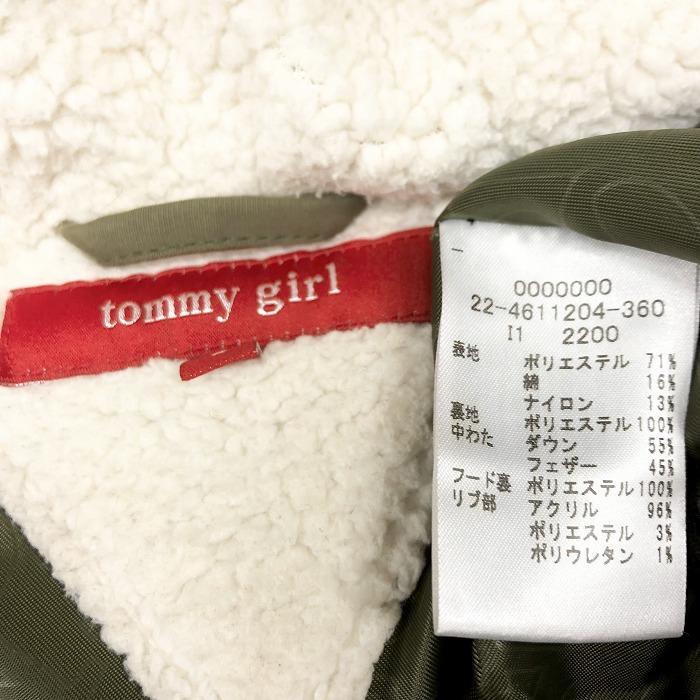 tommy girl
0000000
22-4611204-360
I1 2200
表地 ポリエステル 71%
綿 16%
ナイロン 13%
裏地 ポリエステル 100%
中わた ダウン 55%
フェザー 45%
フード裏 ポリエステル 100%
リブ部 アクリル 96%
ポリエステル 3%
ポリウレタン 1%